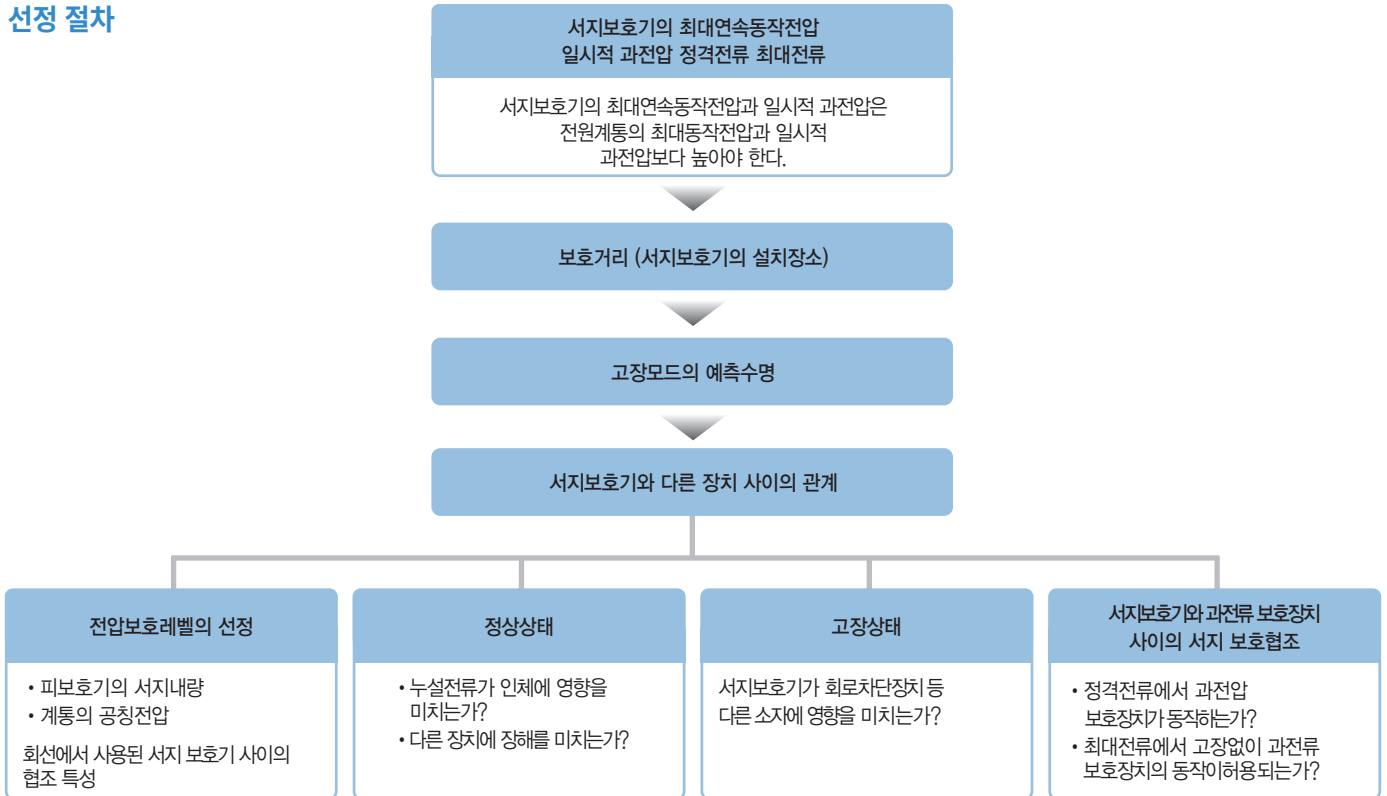 선정 절차
서지보호기의 최대연속동작전압
일시적 과전압 정격전류 최대전류
서지보호기의 최대연속동작전압과 일시적 과전압은
전원계통의 최대동작전압과 일시적
과전압보다 높아야 한다.
보호거리 (서지보호기의 설치장소)
고장모드의 예측수명
서지보호기와 다른 장치 사이의 관계
전압보호레벨의 선정
• 피보호기의 서지내량
• 계통의 공칭전압
회선에서 사용된 서지 보호기 사이의
협조 특성
정상상태
• 누설전류가 인체에 영향을
미치는가?
• 다른 장치에 장해를 미치는가?
고장상태
서지보호기가 회로차단장치 등
다른 소자에 영향을 미치는가?
서지보호기와 과전류 보호장치
사이의 서지 보호협조
• 정격전류에서 과전압
보호장치가 동작하는가?
• 최대전류에서 고장없이 과전류
보호장치의 동작이허용되는가?